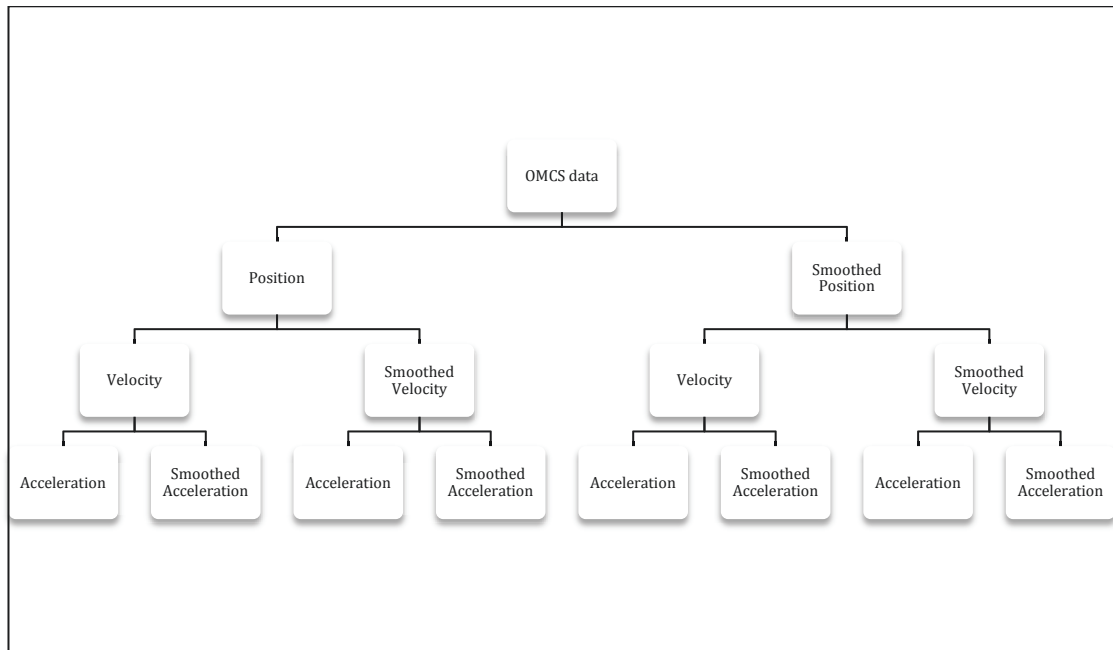 OMCS data
Position
Smoothed
Position
Velocity
Smoothed
Velocity
Velocity
Smoothed
Velocity
Acceleration
Smoothed
Acceleration
Acceleration
Smoothed
Acceleration
Acceleration
Smoothed
Acceleration
Acceleration
Smoothed
Acceleration